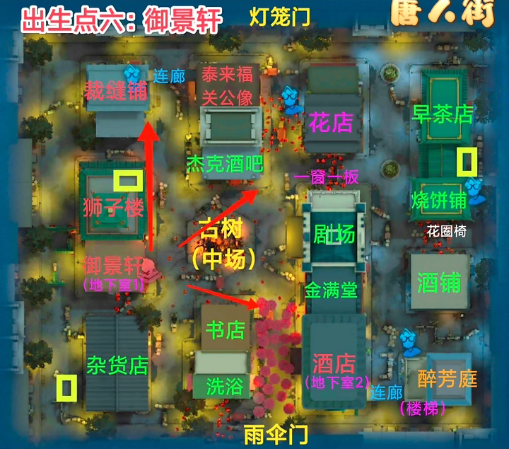 出生点六：御景轩
灯笼门
唐人街
裁缝铺
连廊
泰来福
关公像
花店
早茶店
杰克酒吧
一窗一板
狮子楼
烧饼铺
古树
（中场）
剧场
花圈椅
御景轩
(地下室1)
金满堂
酒铺
杂货店
书店
洗浴
酒店
(地下室2)
连廊
(楼梯)
醉芳庭
雨伞门